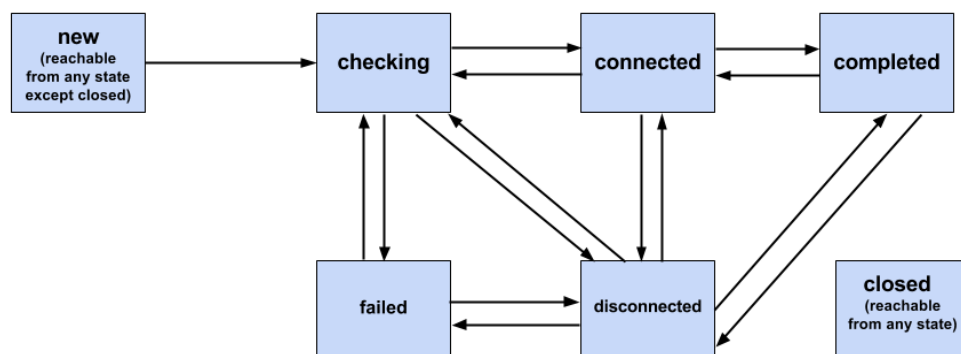 new
(reachable
from any state
except closed)
checking
connected
completed
failed
disconnected
closed
(reachable
from any state)